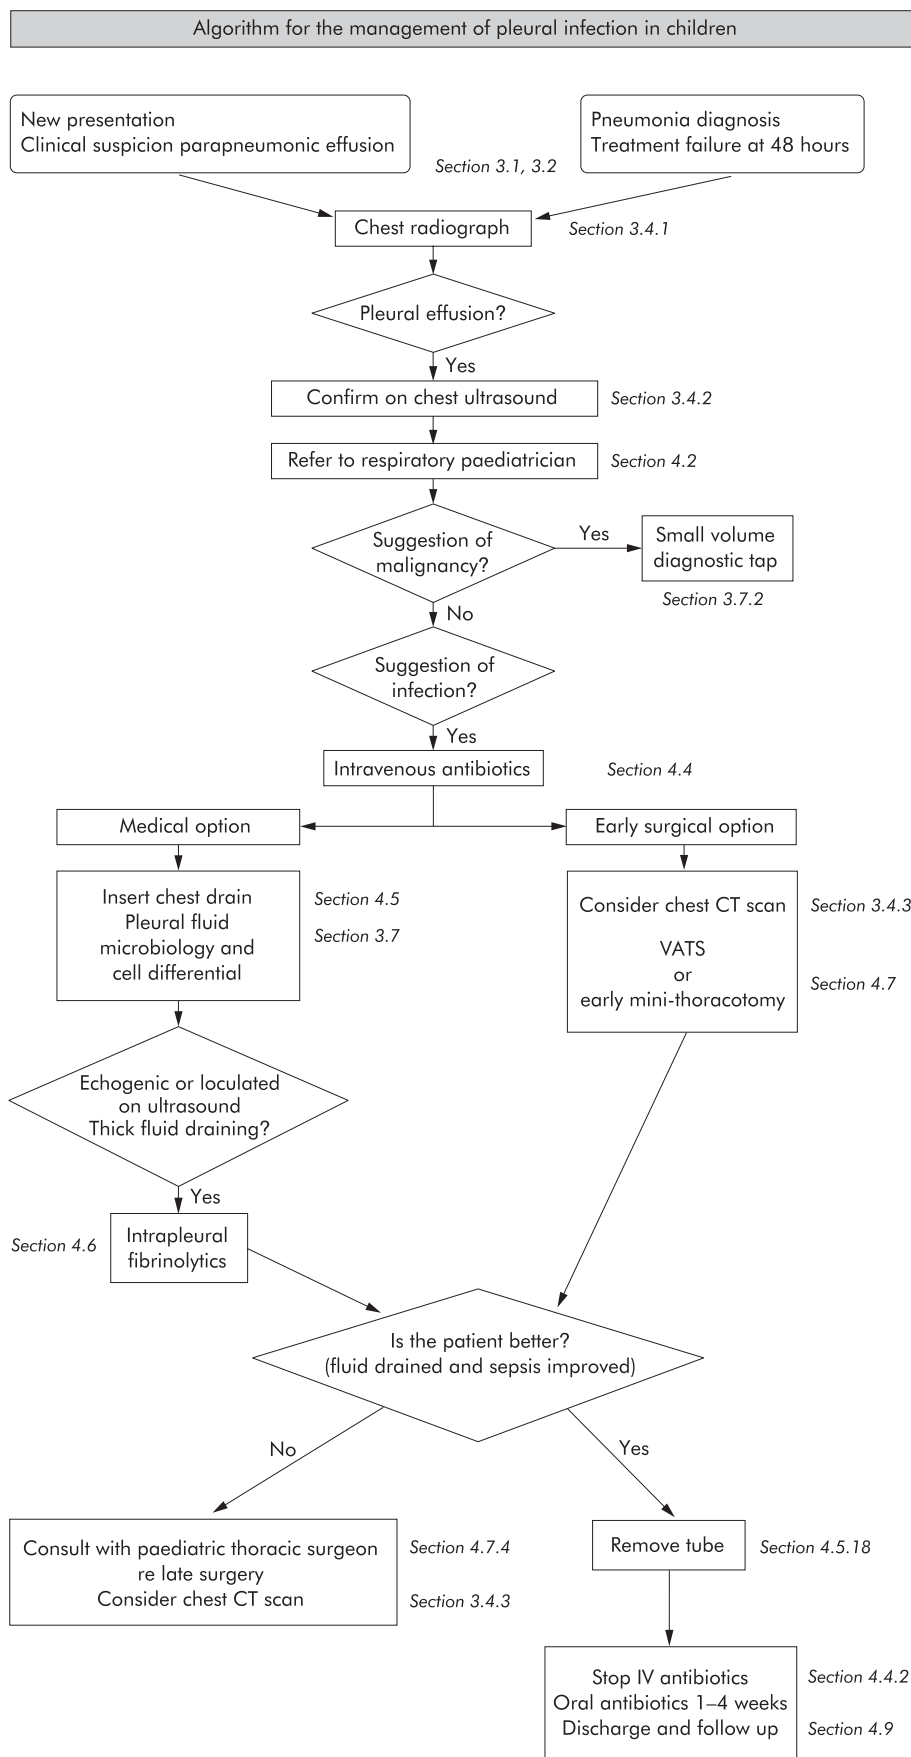 Algorithm for the management of pleural infection in children
New presentation
Clinical suspicion parapneumonic effusion
Pneumonia diagnosis
Treatment failure at 48 hours
Section 3.1, 3.2
Chest radiograph
Section 3.4.1
Pleural effusion?
Yes
Confirm on chest ultrasound
Section 3.4.2
Refer to respiratory paediatrician
Section 4.2
Suggestion of
malignancy?
Yes
Small volume
diagnostic tap
Section 3.7.2
No
Suggestion of
infection?
Yes
Intravenous antibiotics
Section 4.4
Medical option
Early surgical option
Insert chest drain
Pleural fluid
microbiology and
cell differential
Section 4.5
Section 3.7
Consider chest CT scan
VATS
or
early mini-thoracotomy
Section 3.4.3
Section 4.7
Echogenic or loculated
on ultrasound
Thick fluid draining?
Yes
Section 4.6
Intrapleural
fibrinolytics
Is the patient better?
(fluid drained and sepsis improved)
No
Yes
Consult with paediatric thoracic surgeon
re late surgery
Consider chest CT scan
Section 4.7.4
Section 3.4.3
Remove tube
Section 4.5.18
Stop IV antibiotics
Oral antibiotics 1–4 weeks
Discharge and follow up
Section 4.4.2
Section 4.9